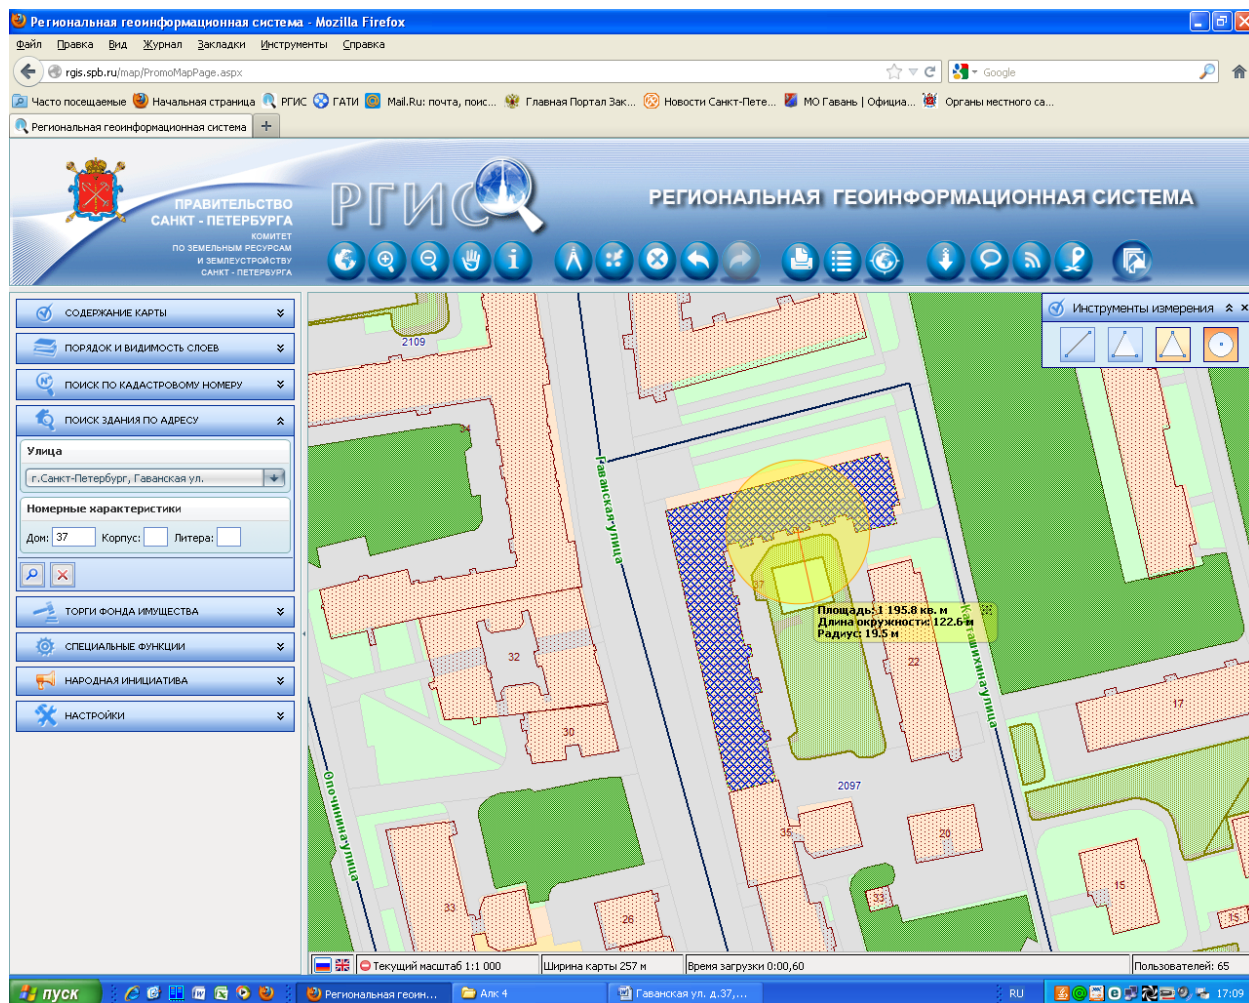 Региональная геоинформационная система - Mozilla Firefox
Файл Правка Вид Журнал Закладки Инструменты Справка
rgis.spb.ru/map/PromoMapPage.aspx
Google
Часто посещаемые Начальная страница РГИС ГАТИ Mail.Ru: почта, поис... Главная Портал Зак... Новости Санкт-Пете... МО Гавань | Официа... Органы местного са...
Региональная геоинформационная система
ПРАВИТЕЛЬСТВО
САНКТ - ПЕТЕРБУРГА
КОМИТЕТ
ПО ЗЕМЕЛЬНЫМ РЕСУРСАМ
И ЗЕМЛЕУСТРОЙСТВУ
САНКТ - ПЕТЕРБУРГА
РГИС
РЕГИОНАЛЬНАЯ ГЕОИНФОРМАЦИОННАЯ СИСТЕМА
СОДЕРЖАНИЕ КАРТЫ
ПОРЯДОК И ВИДИМОСТЬ СЛОЕВ
ПОИСК ПО КАДАСТРОВОМУ НОМЕРУ
ПОИСК ЗДАНИЯ ПО АДРЕСУ
Улица
г.Санкт-Петербург, Гаванская ул.
Номерные характеристики
Дом: 37 Корпус: Литера:
ТОРГИ ФОНДА ИМУЩЕСТВА
СПЕЦИАЛЬНЫЕ ФУНКЦИИ
НАРОДНАЯ ИНИЦИАТИВА
НАСТРОЙКИ
Инструменты измерения
2109
34
Гаванская улица
37
Площадь: 1 195.8 кв. м
Длина окружности: 122.6 м
Радиус: 19.5 м
Карташихина улица
32
22
17
30
Опочинина улица
2097
35
20
15
33
26
33
15
Текущий масштаб 1:1 000
Ширина карты 257 м
Время загрузки 0:00,60
Пользователей: 65
пуск
Региональная геоин...
Апк 4
Гаванская ул. д.37,...
RU
17:09